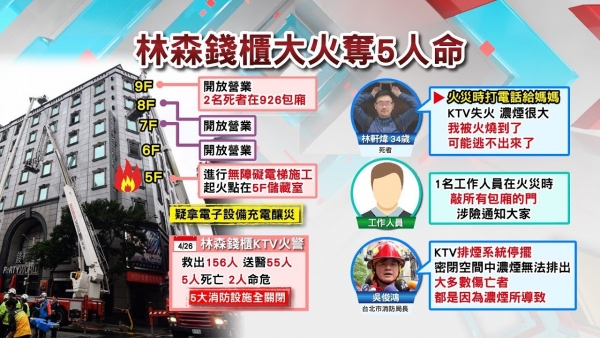 林森錢櫃大火奪5人命
9F
開放營業
2名死者在926包廂
8F
7F
開放營業
開放營業
6F
5F
進行無障礙電梯施工
起火點在5F儲藏室
疑拿電子設備充電釀災
4/26
林森錢櫃KTV火警
救出156人 送醫55人
5人死亡 2人命危
5大消防設施全關閉
林軒煒 34歲
死者
火災時打電話給媽媽
KTV失火 濃煙很大
我被火燒到了
可能逃不出來了
工作人員
1名工作人員在火災時
敲所有包廂的門
涉險通知大家
吳俊鴻
台北市消防局長
KTV排煙系統停擺
密閉空間中濃煙無法排出
大多數傷亡者
都是因為濃煙所導致